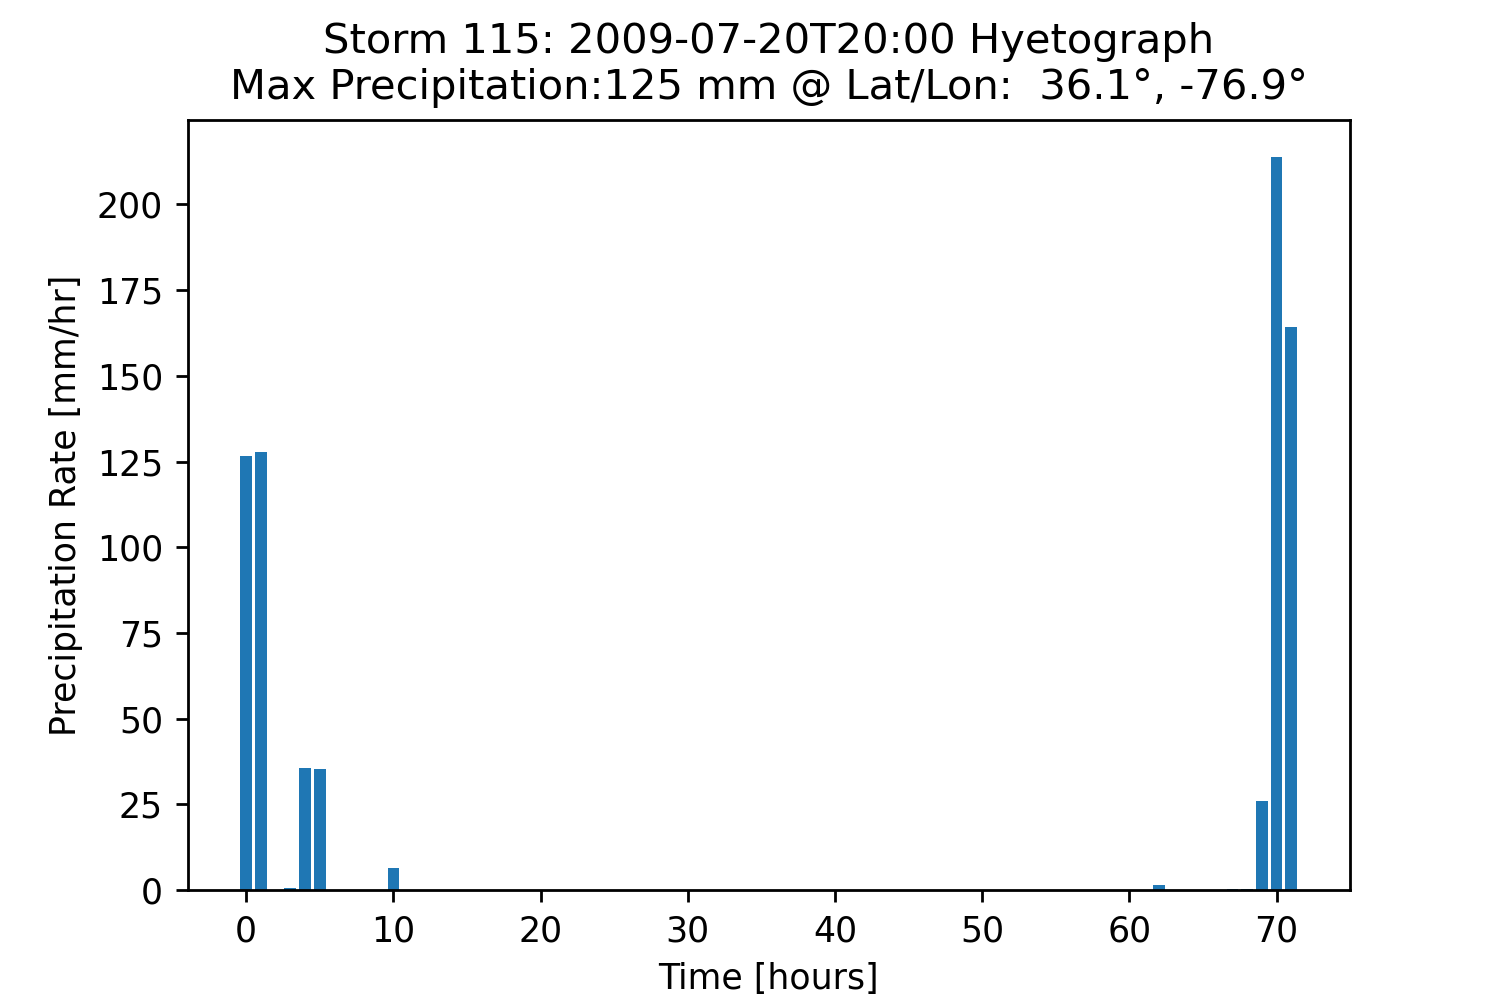 Storm 115: 2009-07-20T20:00 Hyetograph
Max Precipitation:125 mm @ Lat/Lon:  36.1°, -76.9°
Precipitation Rate [mm/hr]
200
175
150
125
100
75
50
25
0
0 10 20 30 40 50 60 70
Time [hours]